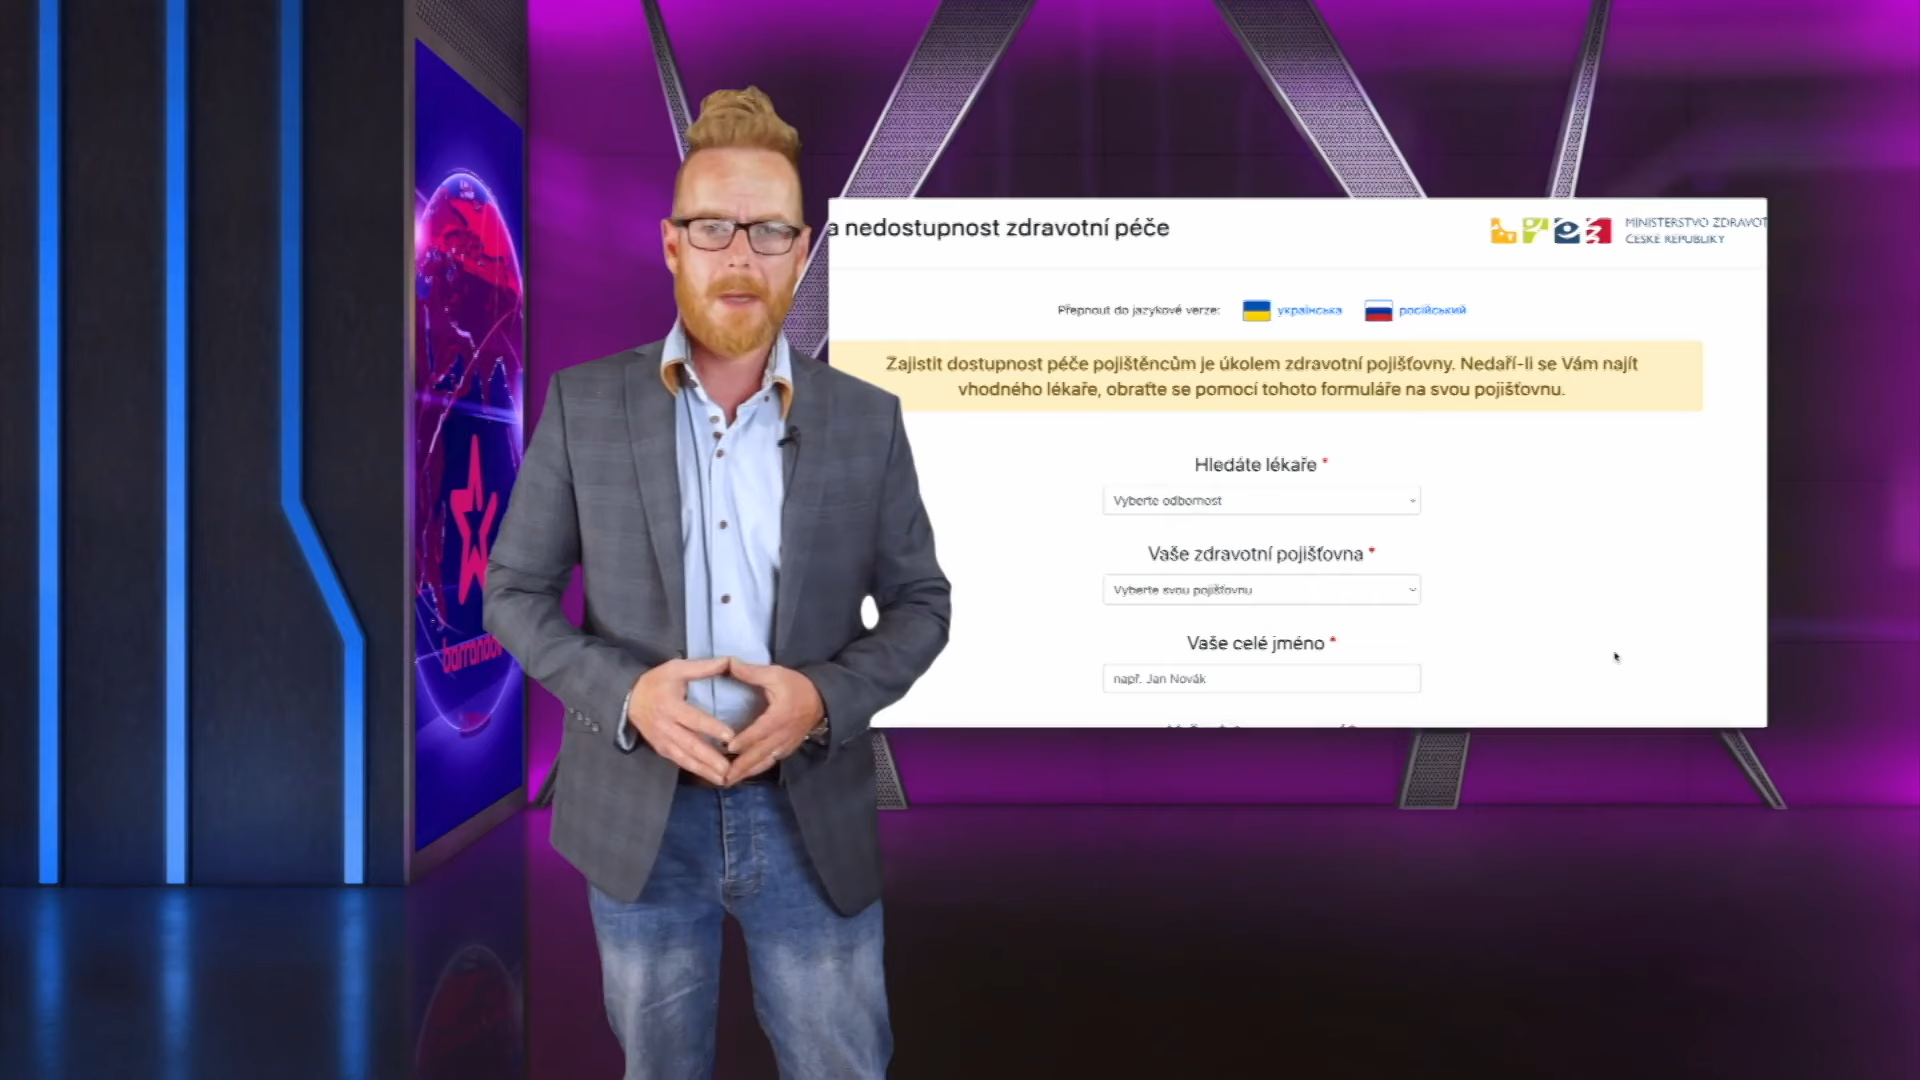 a nedostupnost zdravotní péče
MINISTERSTVO ZDRAVOT
ČESKÉ REPUBLIKY
Přepnout do jazykové verze:
українська
російський
Zajistit dostupnost péče pojištěncům je úkolem zdravotní pojišťovny. Nedaří-li se Vám najít
vhodného lékaře, obraťte se pomocí tohoto formuláře na svou pojišťovnu.
Hledáte lékaře *
Vyberte odbornost
Vaše zdravotní pojišťovna *
Vyberte svou pojišťovnu
Vaše celé jméno *
např. Jan Novák